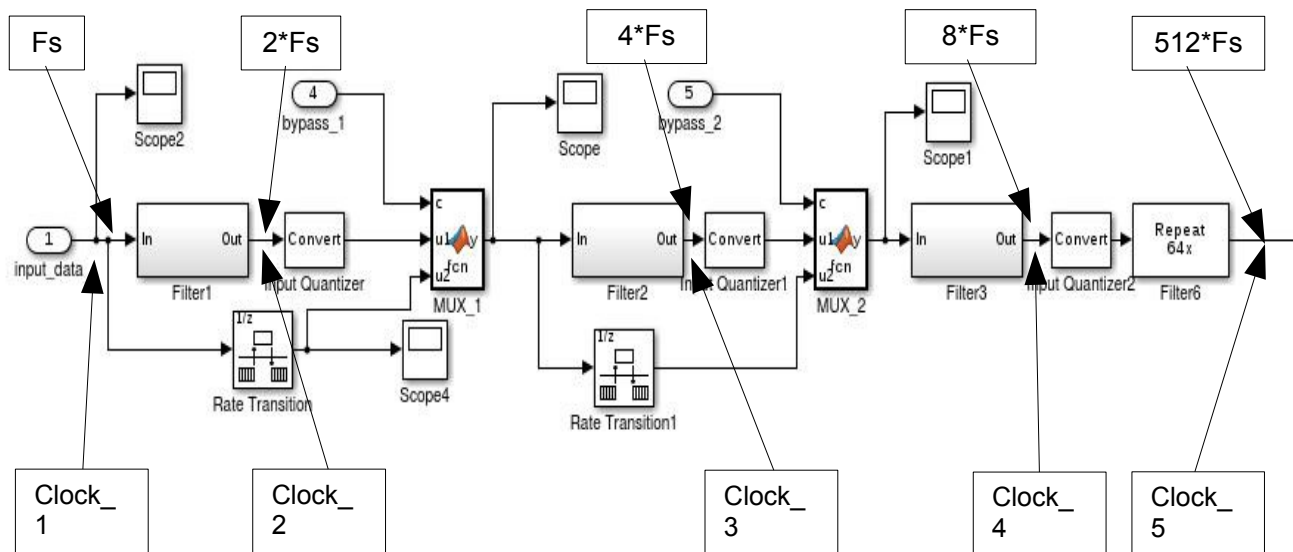 Fs
2*Fs
4*Fs
8*Fs
512*Fs
Scope2
4
bypass_1
Scope
5
bypass_2
Scope1
1
input_data
In
Out
Filter1
Convert
Input Quantizer
c
u1
y
fcn
u2
MUX_1
In
Out
Filter2
Convert
Input Quantizer1
c
u1
y
fcn
u2
MUX_2
In
Out
Filter3
Convert
Input Quantizer2
Repeat
64x
Filter6
1/z
Rate Transition
Scope4
1/z
Rate Transition1
Clock_
1
Clock_
2
Clock_
3
Clock_
4
Clock_
5